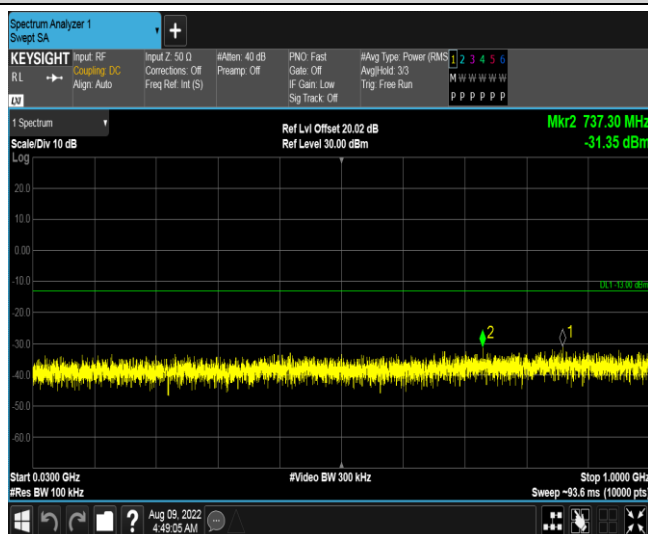 Spectrum Analyzer 1
Swept SA
+
KEYSIGHT
RL
LXI
Input: RF
Coupling: DC
Align: Auto
Input Z: 50 Ω
Corrections: Off
Freq Ref: Int (S)
#Atten: 40 dB
Preamp: Off
PNO: Fast
Gate: Off
IF Gain: Low
Sig Track: Off
#Avg Type: Power (RMS
Avg|Hold: 3/3
Trig: Free Run
1 2 3 4 5 6
M W W W W W
P P P P P P
1 Spectrum
Scale/Div 10 dB
Log
Ref Lvl Offset 20.02 dB
Ref Level 30.00 dBm
Mkr2 737.30 MHz
-31.35 dBm
20.0
10.0
0.00
-10.0
DL1 -13.00 dBm
-20.0
-30.0
2
1
-40.0
-50.0
-60.0
Start 0.0300 GHz
#Video BW 300 kHz
Stop 1.0000 GHz
#Res BW 100 kHz
Sweep ~93.6 ms (10000 pts)
?
Aug 09, 2022
4:49:05 AM